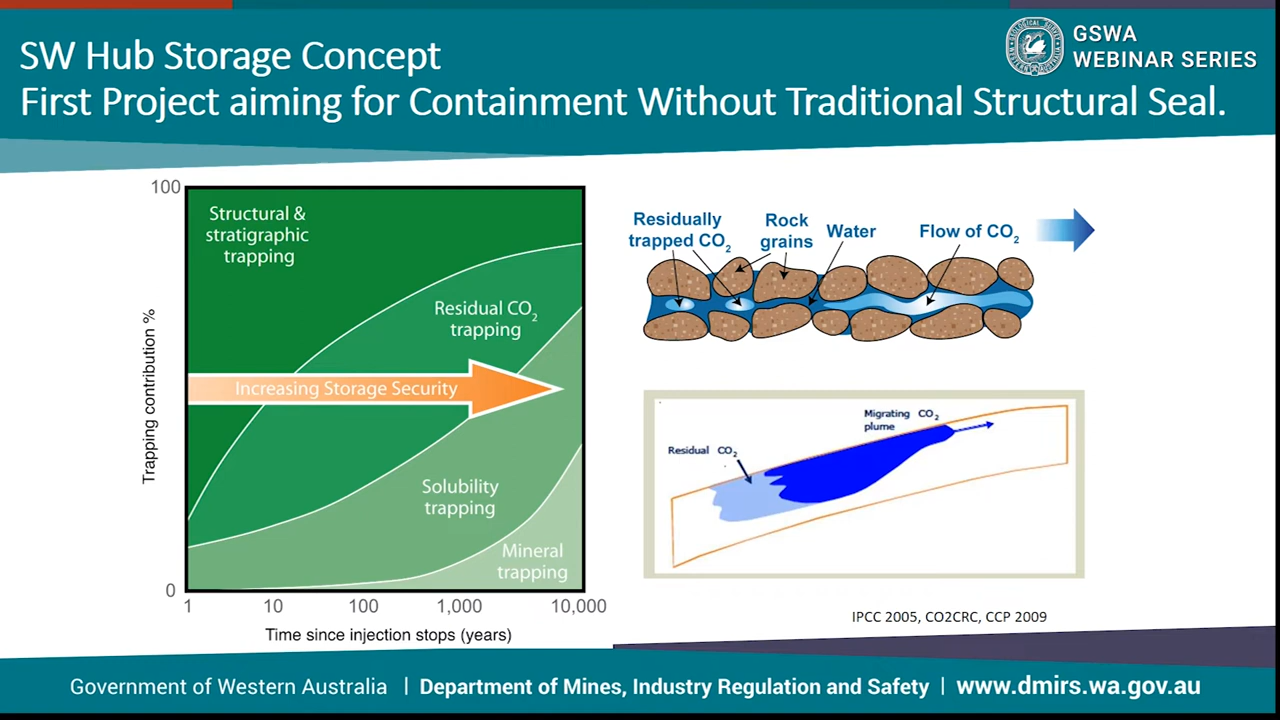 SW Hub Storage Concept
First Project aiming for Containment Without Traditional Structural Seal.
GSWA
WEBINAR SERIES
100
Structural &
stratigraphic
trapping
Residual CO2
trapping
Increasing Storage Security
Solubility
trapping
Mineral
trapping
Trapping contribution %
0
1 10 100 1,000 10,000
Time since injection stops (years)
Residually
trapped CO2
Rock
grains
Water
Flow of CO2
Migrating CO2
plume
Residual CO2
IPCC 2005, CO2CRC, CCP 2009
Government of Western Australia | Department of Mines, Industry Regulation and Safety | www.dmirs.wa.gov.au